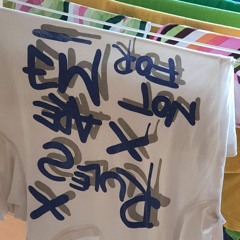 RULES X
X ARE
NOT
FOR ME!